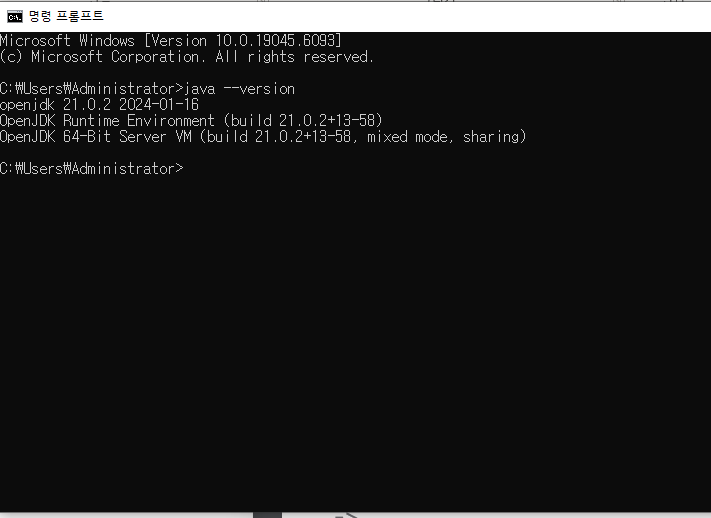 명령 프롬프트
Microsoft Windows [Version 10.0.19045.6093]
(c) Microsoft Corporation. All rights reserved.
C:₩Users₩Administrator>java --version
openjdk 21.0.2 2024-01-16
OpenJDK Runtime Environment (build 21.0.2+13-58)
OpenJDK 64-Bit Server VM (build 21.0.2+13-58, mixed mode, sharing)
C:₩Users₩Administrator>